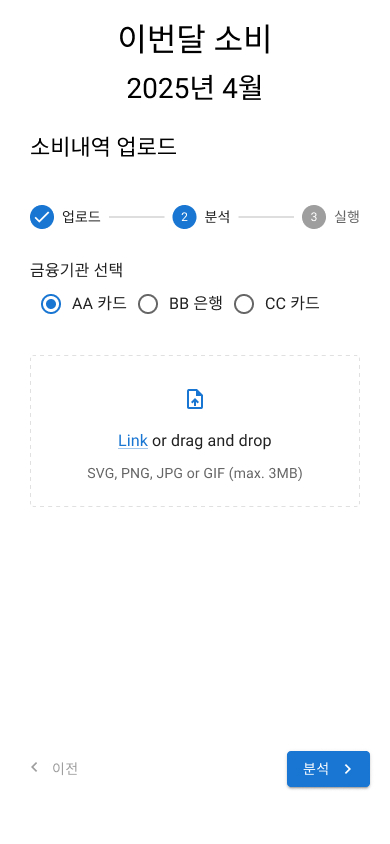 이번달 소비
2025년 4월
소비내역 업로드
업로드 2 분석 3 실행
금융기관 선택
AA 카드 BB 은행 CC 카드
Link or drag and drop
SVG, PNG, JPG or GIF (max. 3MB)
이전 분석